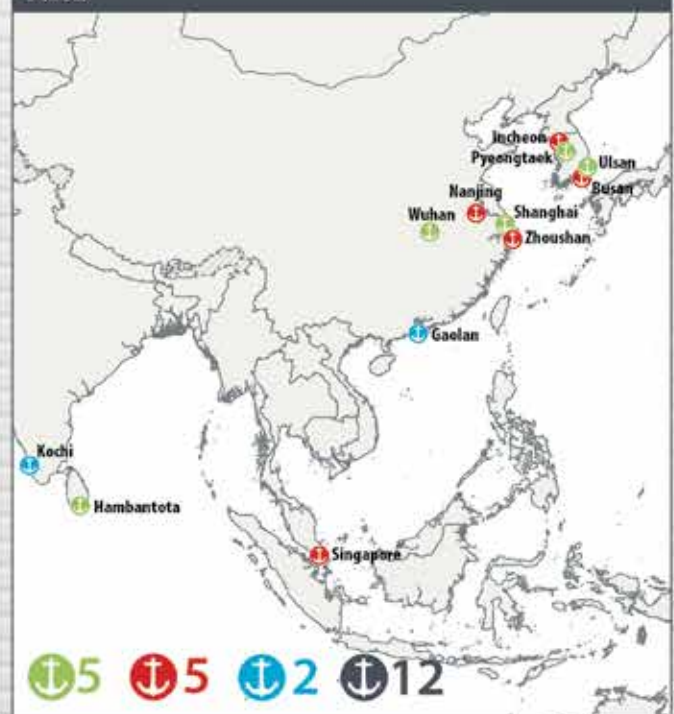 Incheon
Pyeongtaek
Ulsan
Busan
Nanjing
Shanghai
Wuhan
Zhoushan
Gaolan
Kochi
Hambantota
Singapore
5 5 2 12